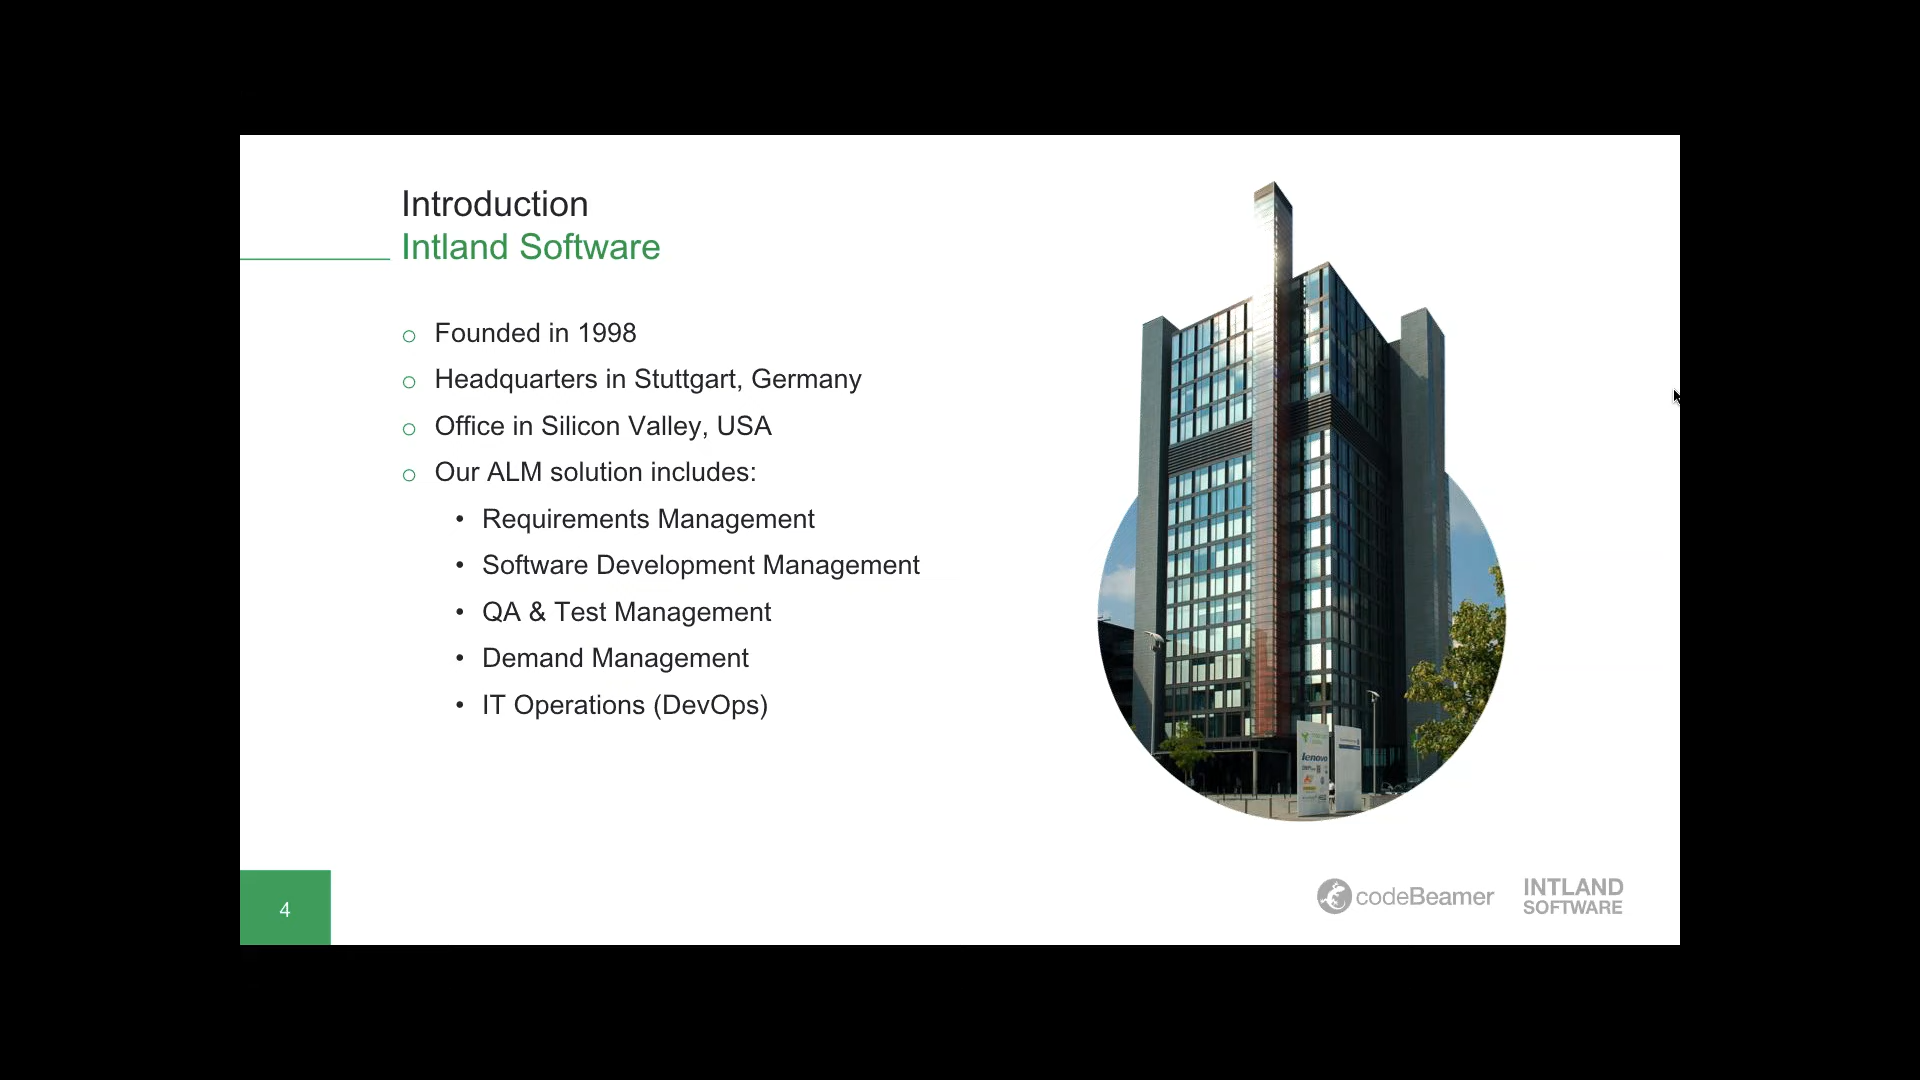 Introduction
Intland Software
Founded in 1998
Headquarters in Stuttgart, Germany
Office in Silicon Valley, USA
Our ALM solution includes:
• Requirements Management
• Software Development Management
• QA & Test Management
• Demand Management
• IT Operations (DevOps)
lenovo
4
codeBeamer
INTLAND
SOFTWARE